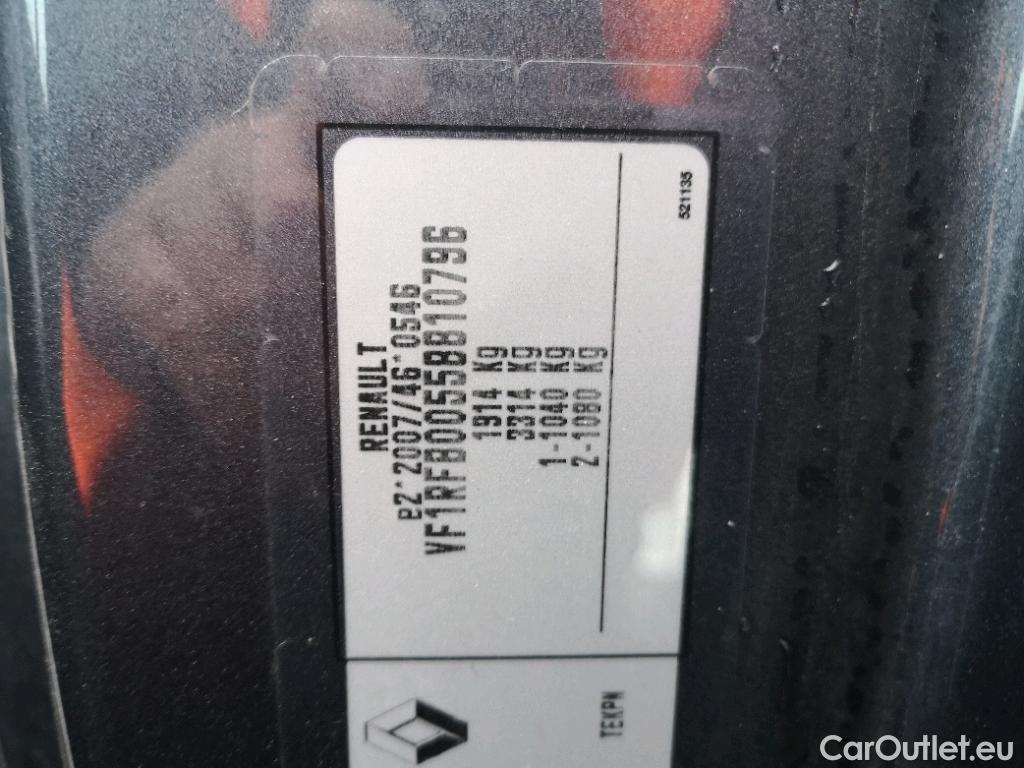 RENAULT
e2*2007/46*0546
VF1RFB00558810796
1914 Kg
3314 Kg
1-1040 Kg
2-1080 Kg
521135
TEKPN
CarOutlet.eu